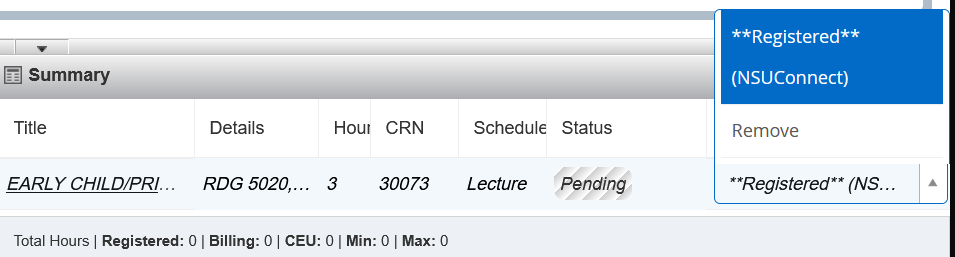 **Registered**
(NSUConnect)
Remove
Summary
Title Details Hour CRN Schedule Status
EARLY CHILD/PRI… RDG 5020,… 3 30073 Lecture Pending **Registered** (NS…
Total Hours | Registered: 0 | Billing: 0 | CEU: 0 | Min: 0 | Max: 0